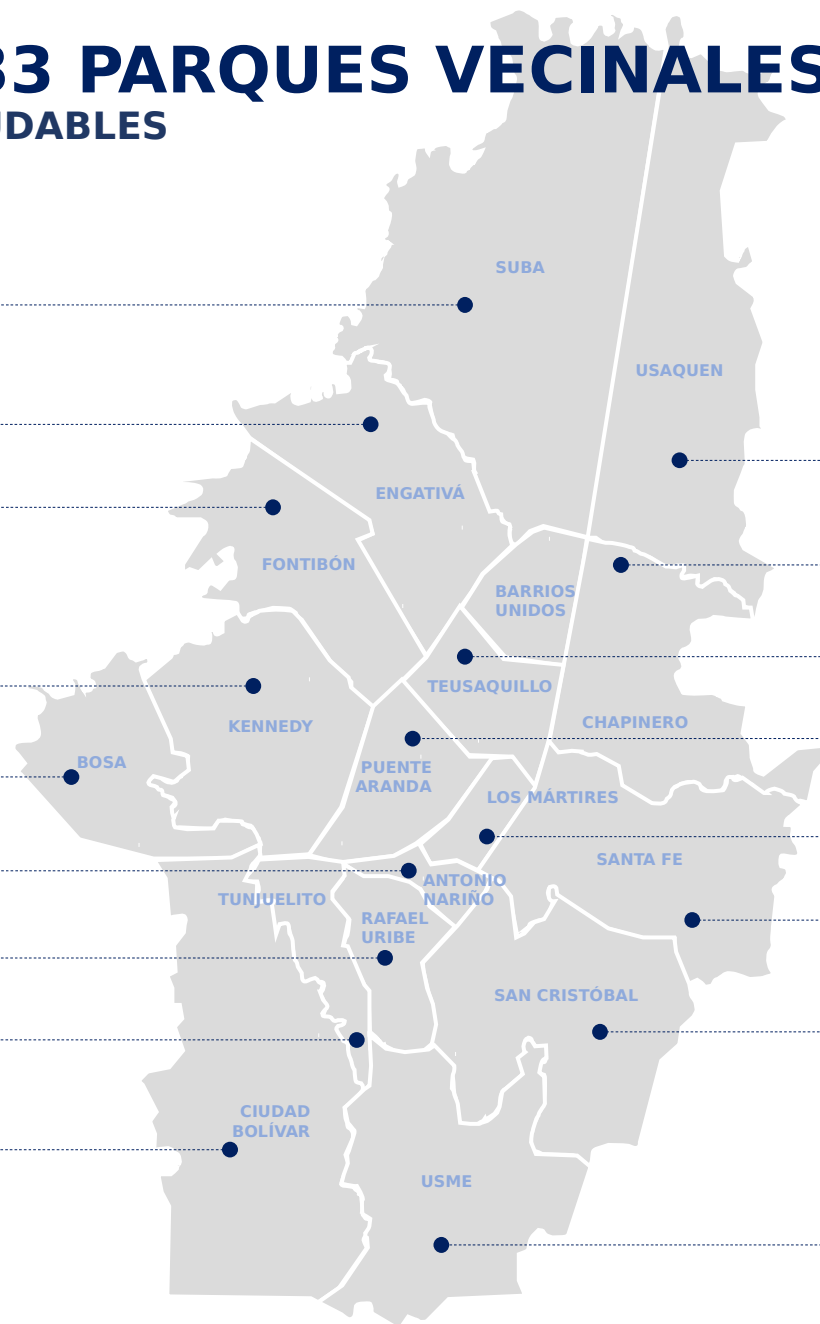 33 PARQUES VECINALES
UDABLES
SUBA
USAQUEN
ENGATIVÁ
FONTIBÓN
BARRIOS
UNIDOS
TEUSAQUILLO
CHAPINERO
KENNEDY
BOSA
PUENTE
ARANDA
LOS MÁRTIRES
SANTA FE
ANTONIO
NARIÑO
TUNJUELITO
RAFAEL
URIBE
SAN CRISTÓBAL
CIUDAD
BOLÍVAR
USME